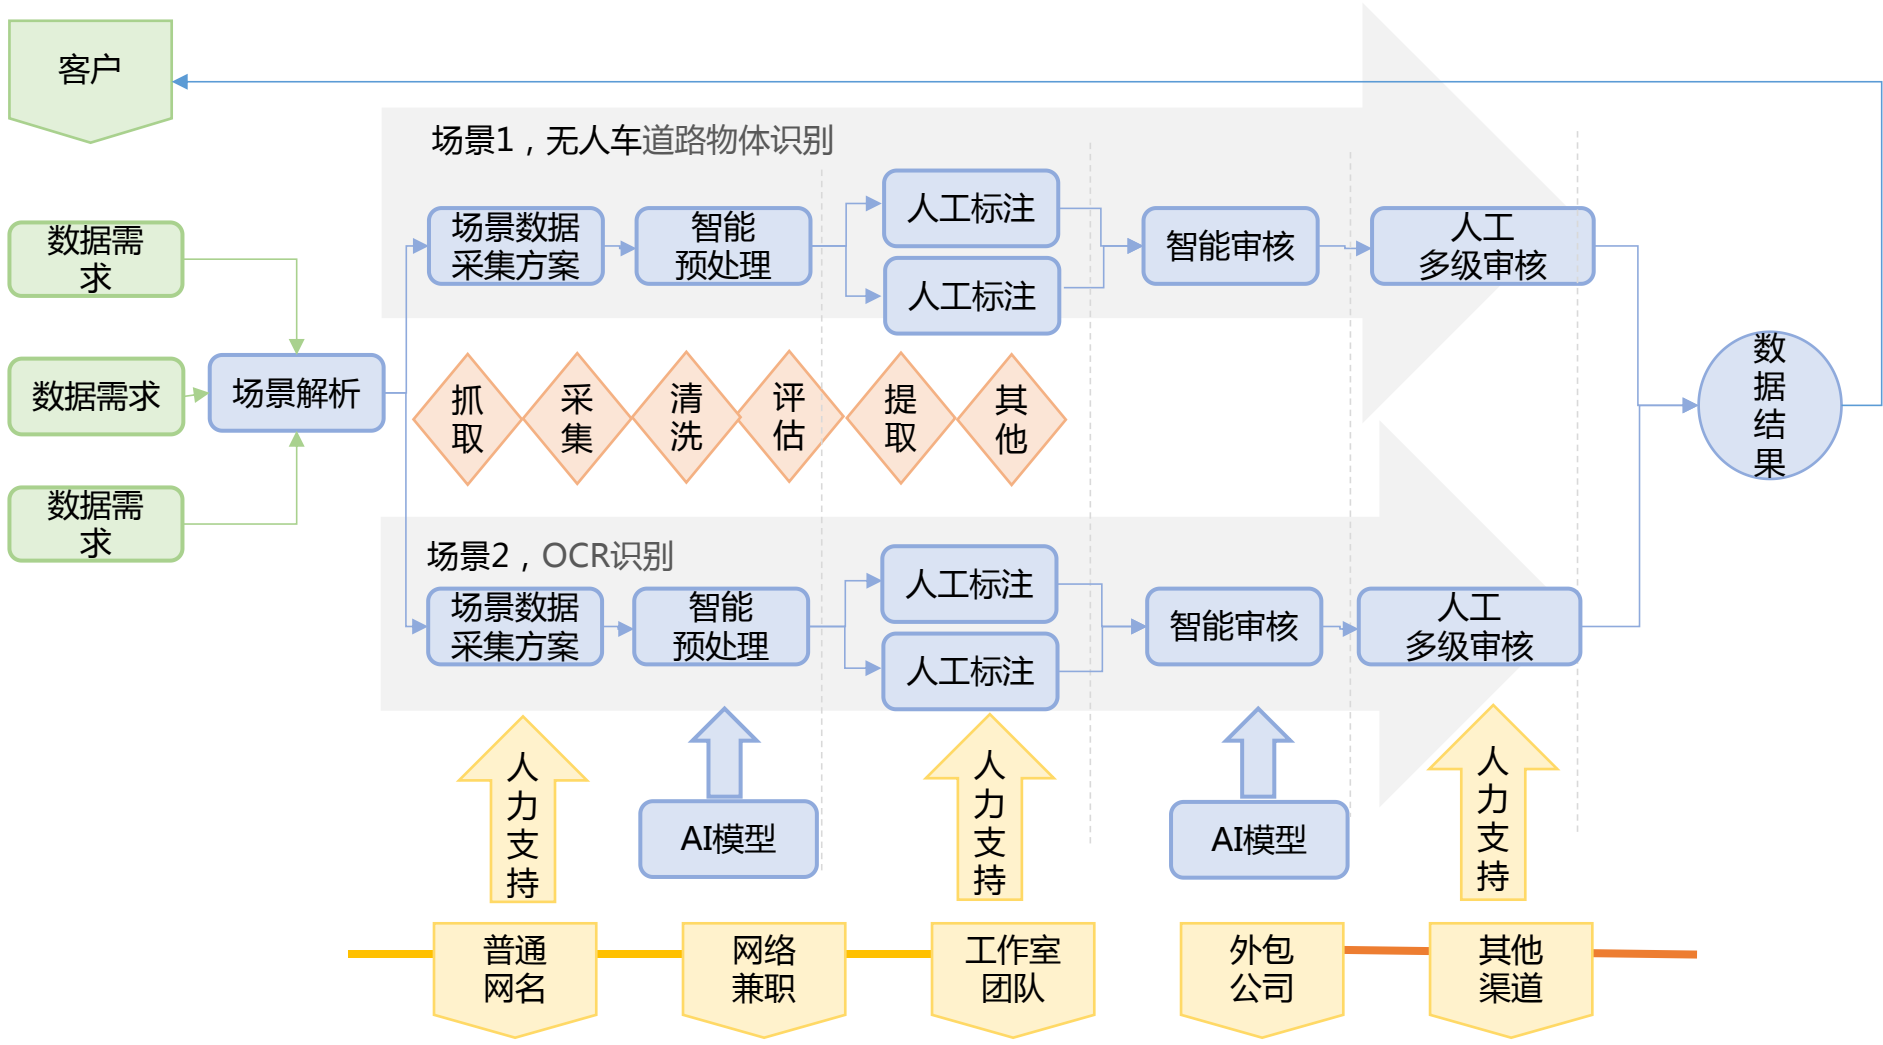 客户
场景1，无人车道路物体识别
数据需
求
数据需求
数据需
求
场景解析
场景数据
采集方案
智能
预处理
人工标注
人工标注
智能审核
人工
多级审核
抓
取
采
集
清
洗
评
估
提
取
其
他
数
据
结
果
场景2，OCR识别
场景数据
采集方案
智能
预处理
人工标注
人工标注
智能审核
人工
多级审核
人
力
支
持
AI模型
人
力
支
持
AI模型
人
力
支
持
普通
网名
网络
兼职
工作室
团队
外包
公司
其他
渠道